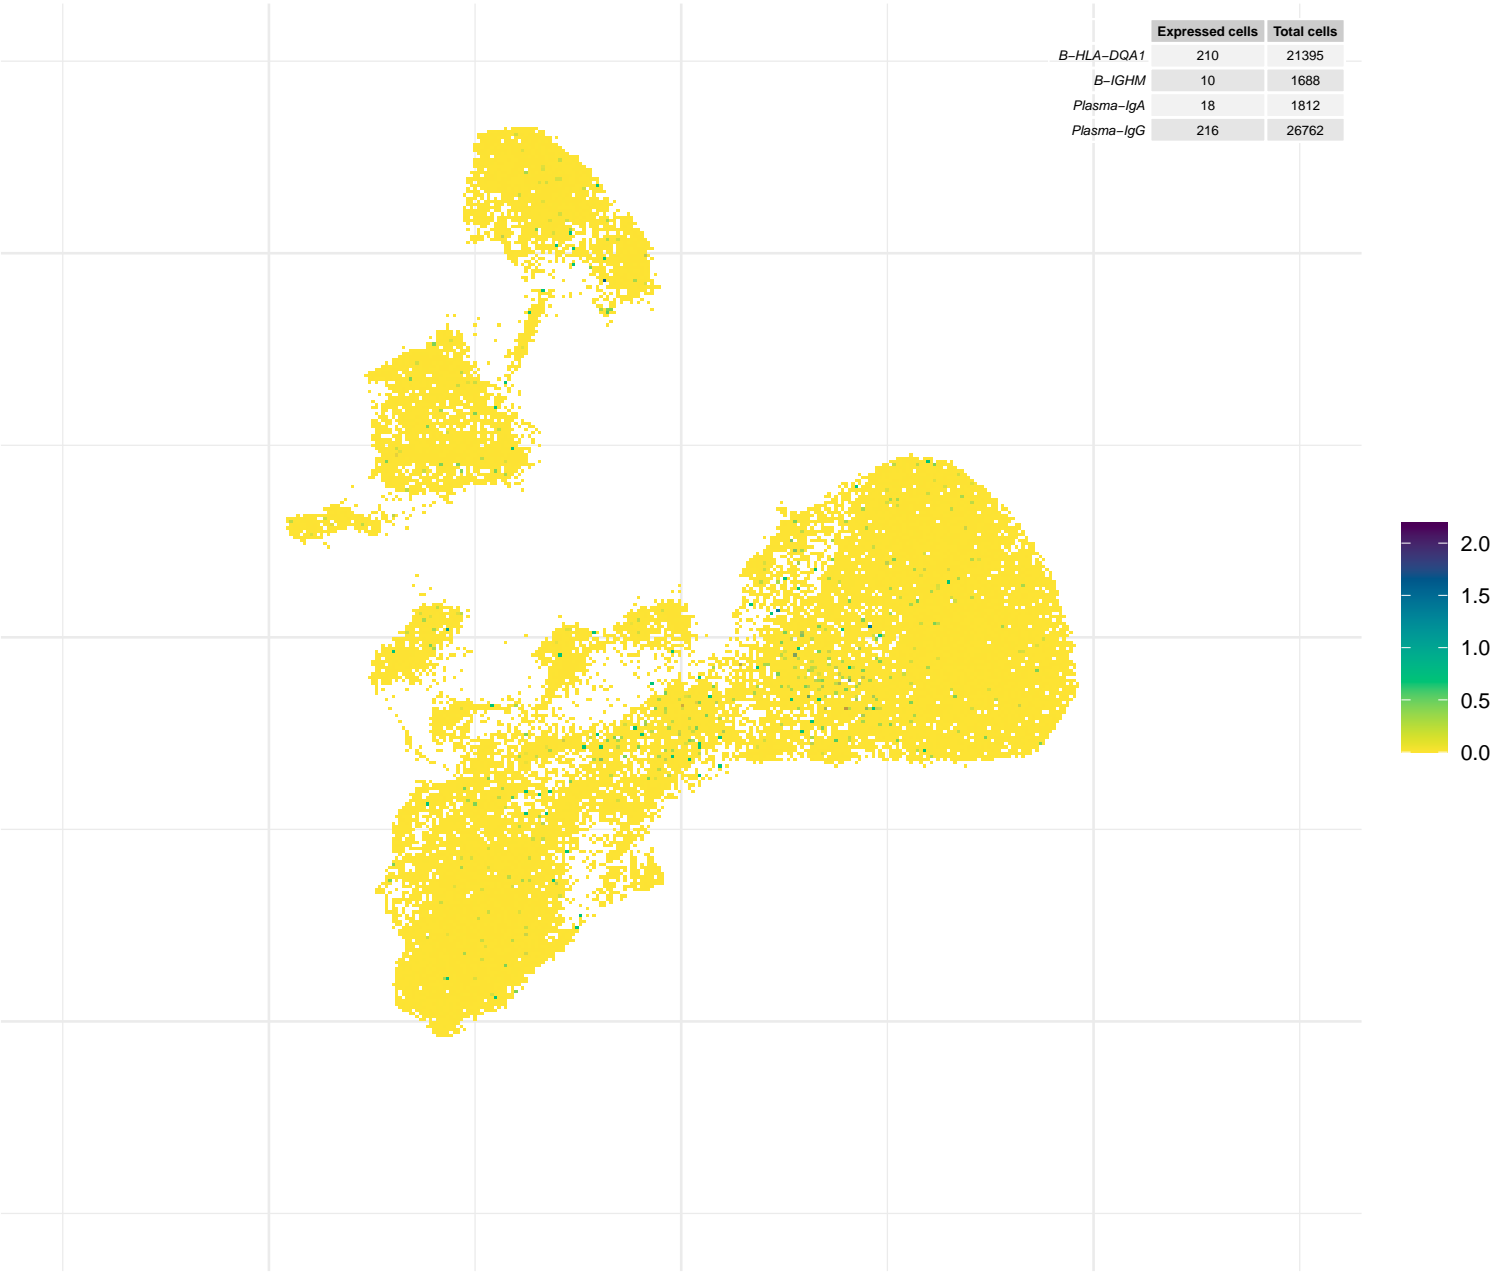 Expressed cells Total cells
B−HLA−DQA1 210 21395
B−IGHM 10 1688
Plasma−IgA 18 1812
Plasma−IgG 216 26762
2.0
1.5
1.0
0.5
0.0